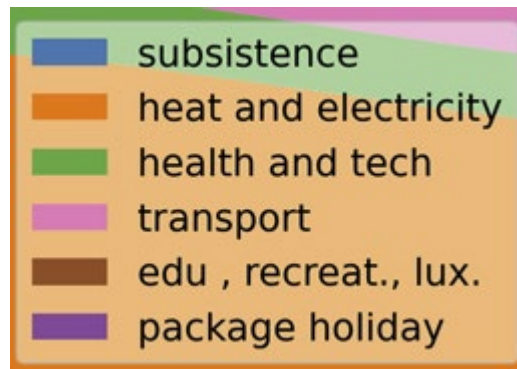 subsistence
heat and electricity
health and tech
transport
edu , recreat., lux.
package holiday